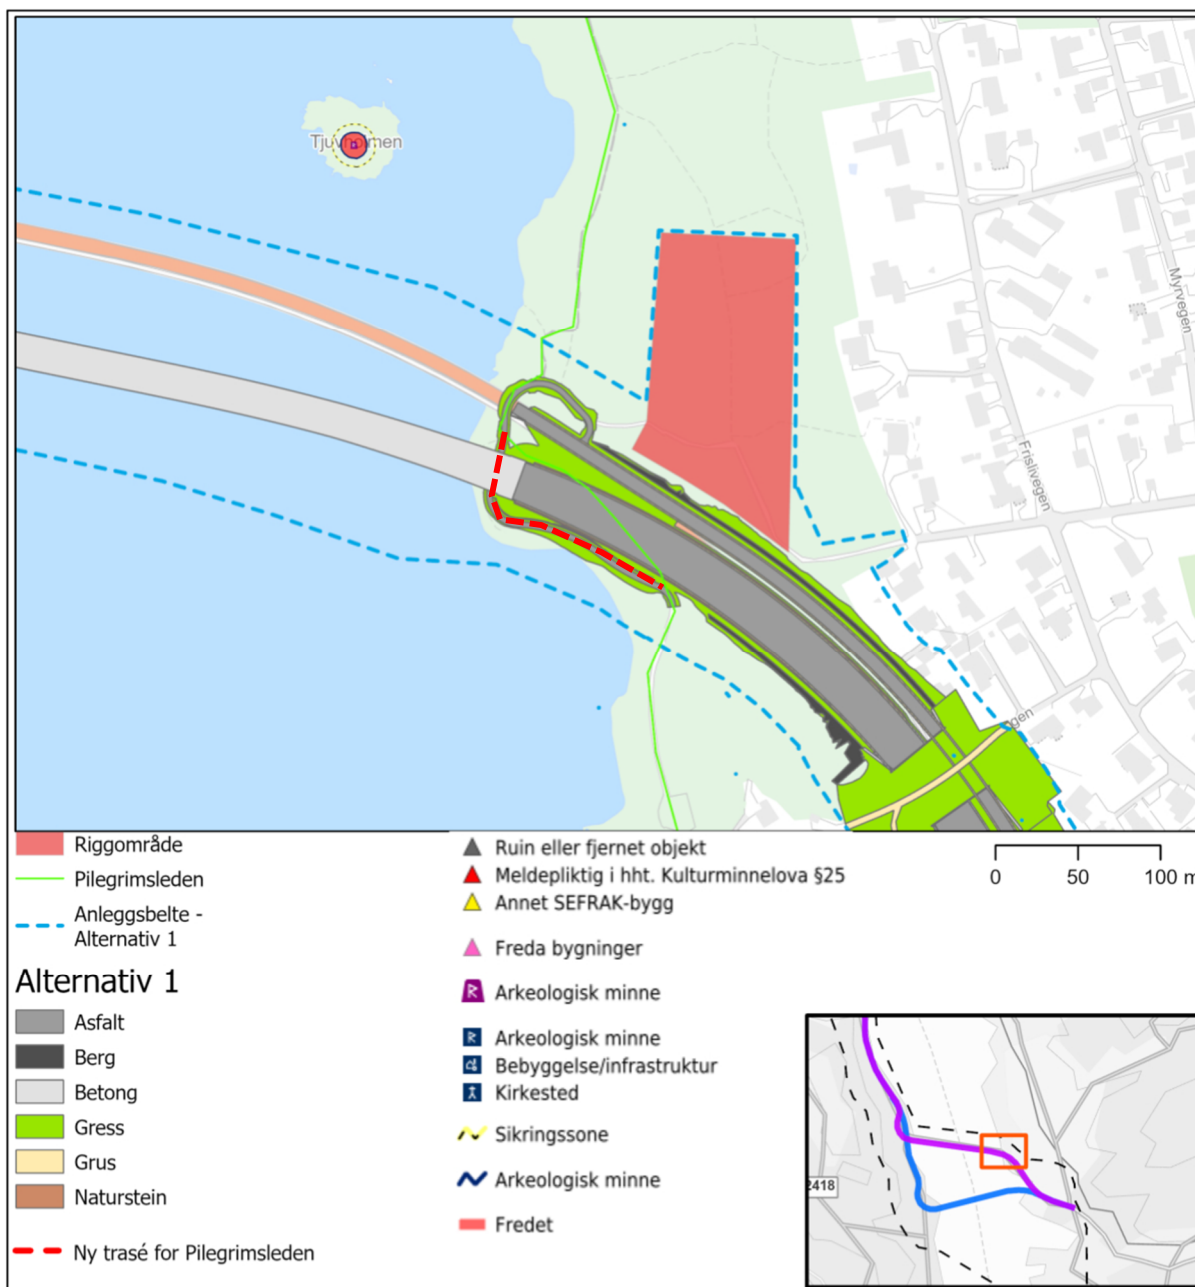 Tjuvholmen
Myrvegen
Frislivegen
gen
Riggområde
Pilegrimsleden
Anleggsbelte -
Alternativ 1
Alternativ 1
Asfalt
Berg
Betong
Gress
Grus
Naturstein
Ny trasé for Pilegrimsleden
Ruin eller fjernet objekt
Meldepliktig i hht. Kulturminnelova §25
Annet SEFRAK-bygg
Freda bygninger
R Arkeologisk minne
R Arkeologisk minne
Bebyggelse/infrastruktur
Kirkested
Sikringssone
Arkeologisk minne
Fredet
0 50 100 m
2418